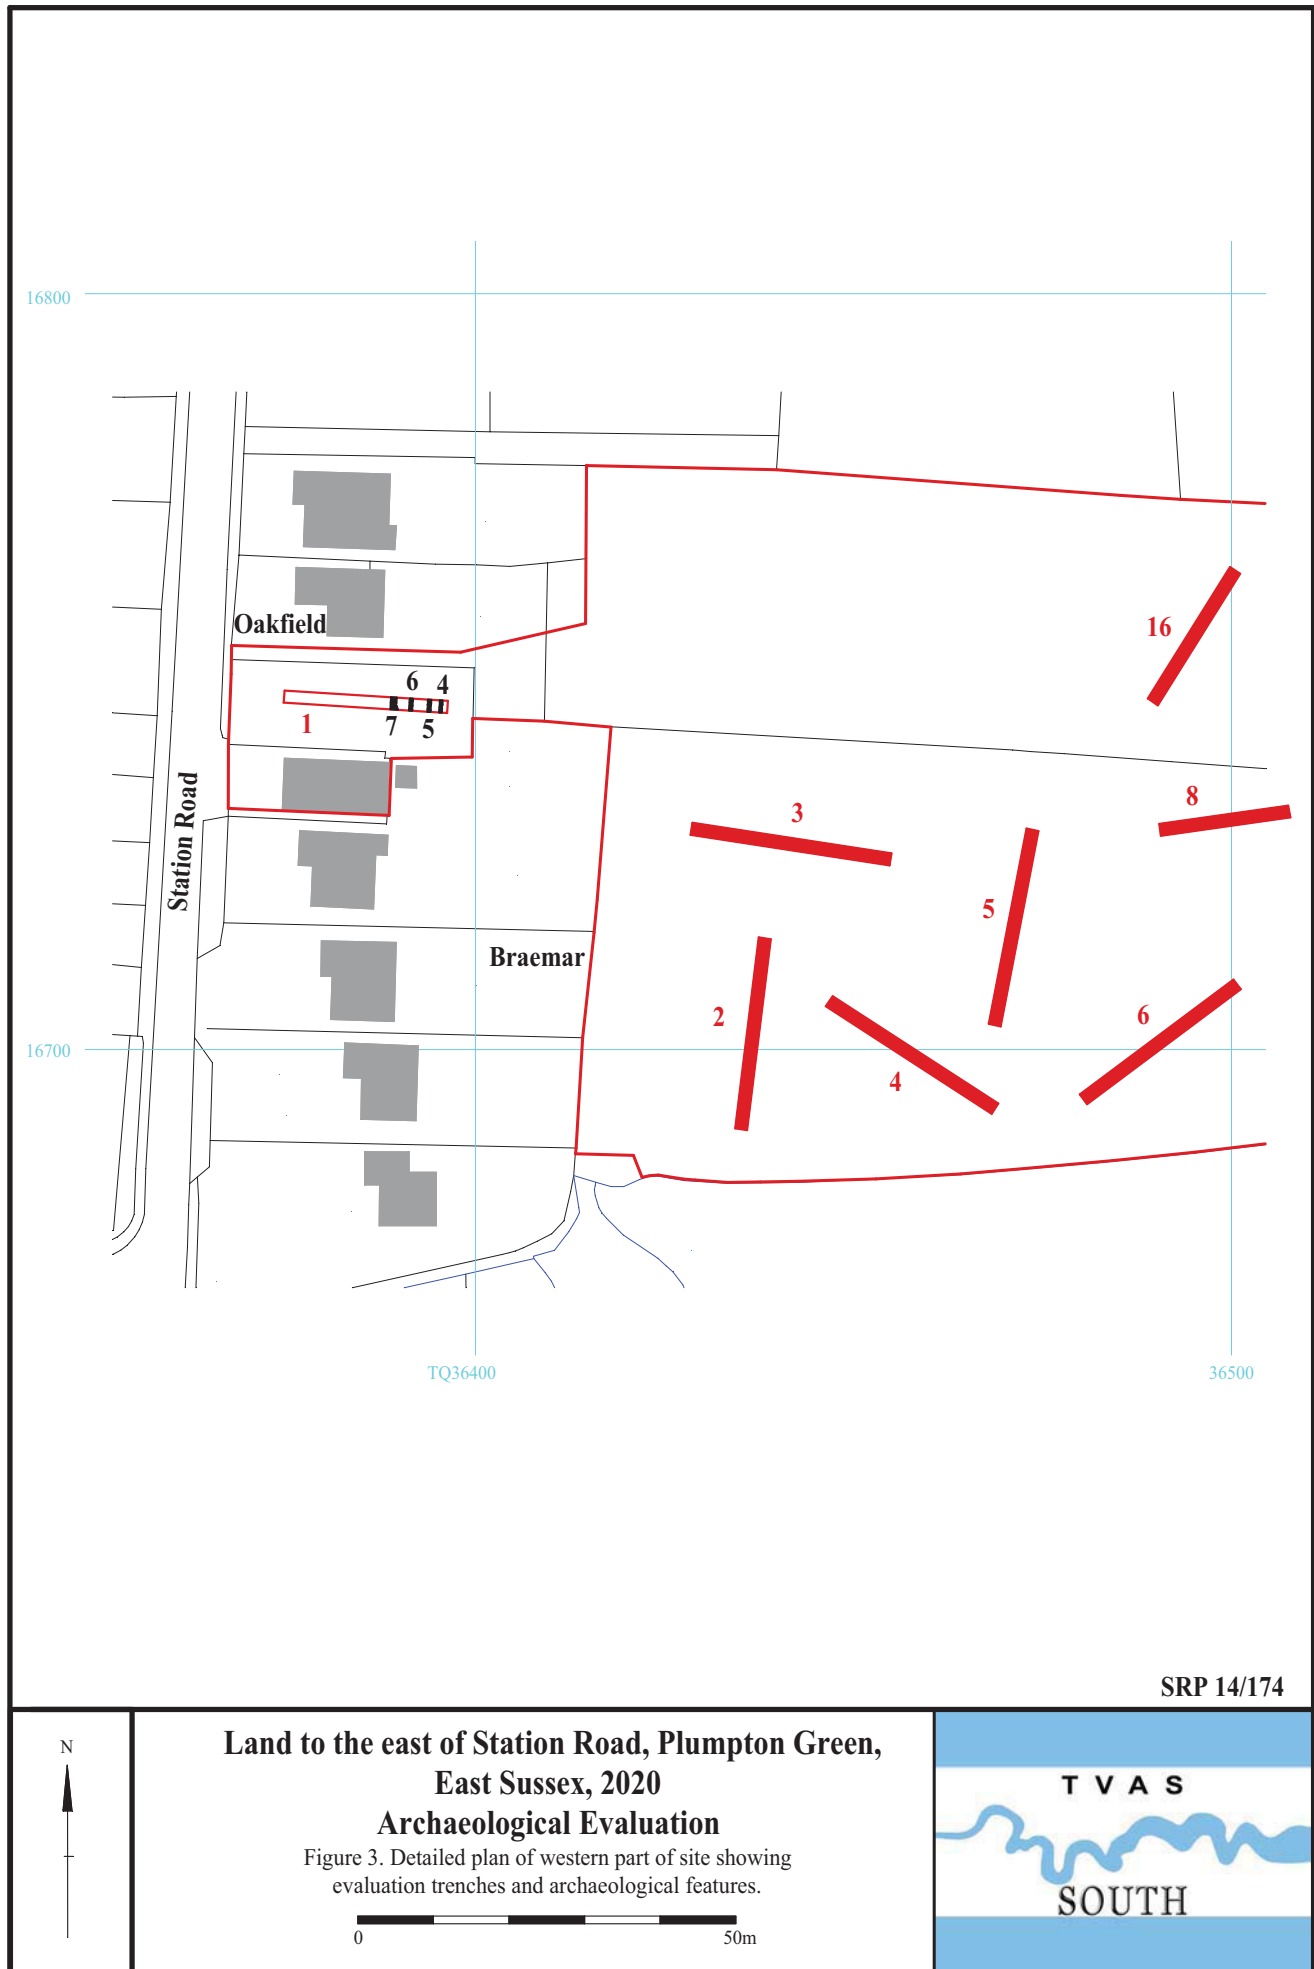 16800
Oakfield
16
6 4
1
7 5
8
3
Station Road
5
Braemar
2
6
16700
4
TQ36400
36500
SRP 14/174
N
Land to the east of Station Road, Plumpton Green,
East Sussex, 2020
Archaeological Evaluation
Figure 3. Detailed plan of western part of site showing
evaluation trenches and archaeological features.
0 50m
TVAS
SOUTH